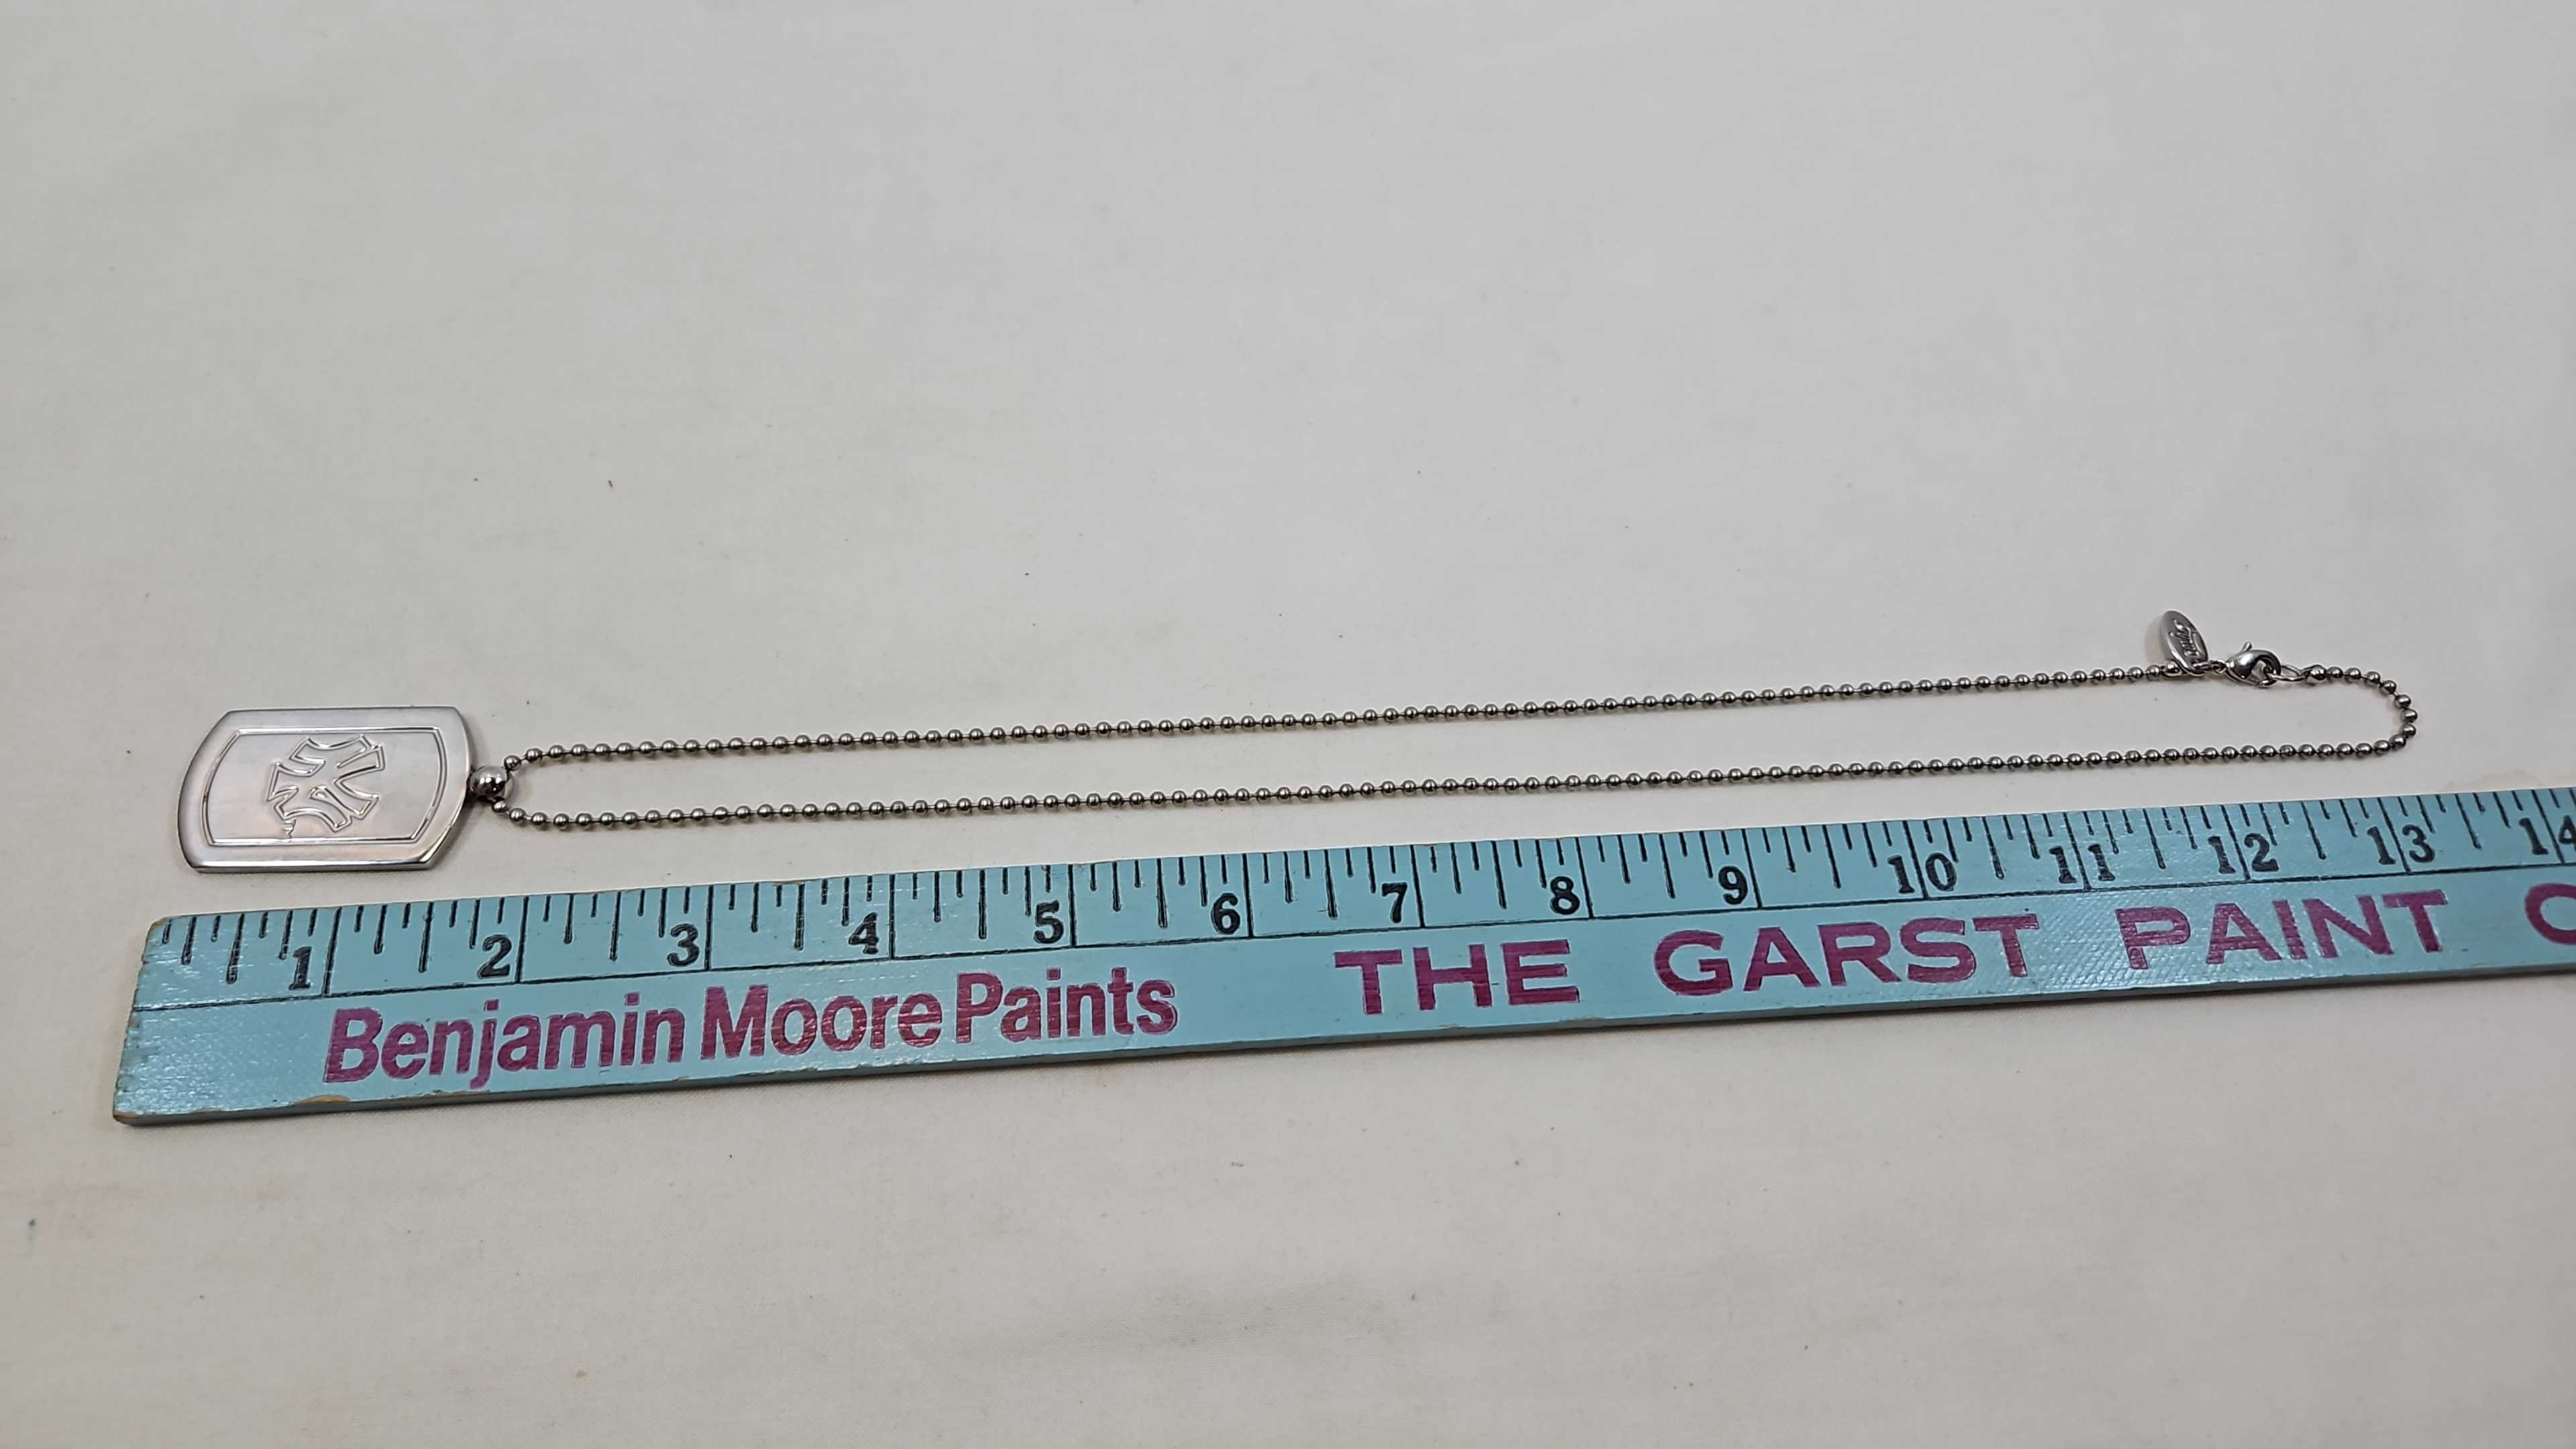 NY
1 2 3 4 5 6 7 8 9 10 11 12 13 14
Benjamin Moore Paints THE GARST PAINT C